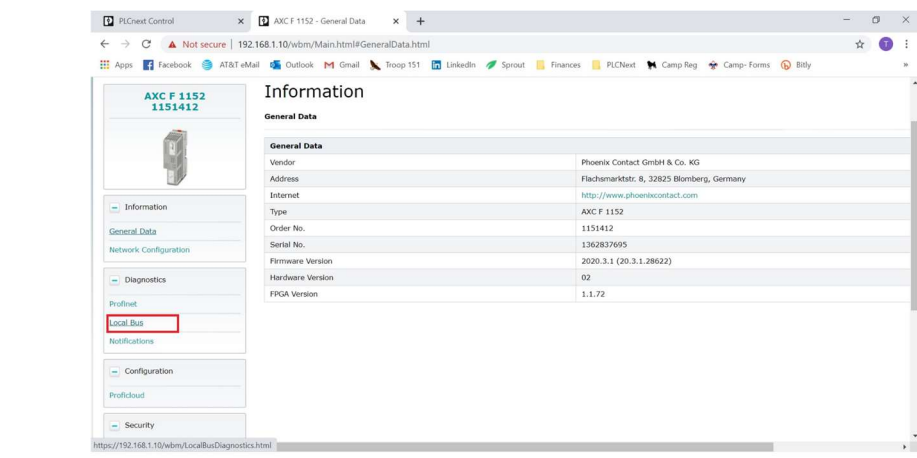 PLCnext Control
AXC F 1152 - General Data
Not secure | 192.168.1.10/wbm/Main.html#GeneralData.html
T
Apps Facebook AT&T eMail Outlook Gmail Troop 151 LinkedIn Sprout Finances PLCNext Camp Reg Camp- Forms Bitly »
AXC F 1152
1151412
Information
General Data
Network Configuration
Diagnostics
Profinet
Local Bus
Notifications
Configuration
Proficloud
Security
Information
General Data
General Data
Vendor Phoenix Contact GmbH & Co. KG
Address Flachsmarktstr. 8, 32825 Blomberg, Germany
Internet http://www.phoenixcontact.com
Type AXC F 1152
Order No. 1151412
Serial No. 1362837695
Firmware Version 2020.3.1 (20.3.1.28622)
Hardware Version 02
FPGA Version 1.1.72
https://192.168.1.10/wbm/LocalBusDiagnostics.html